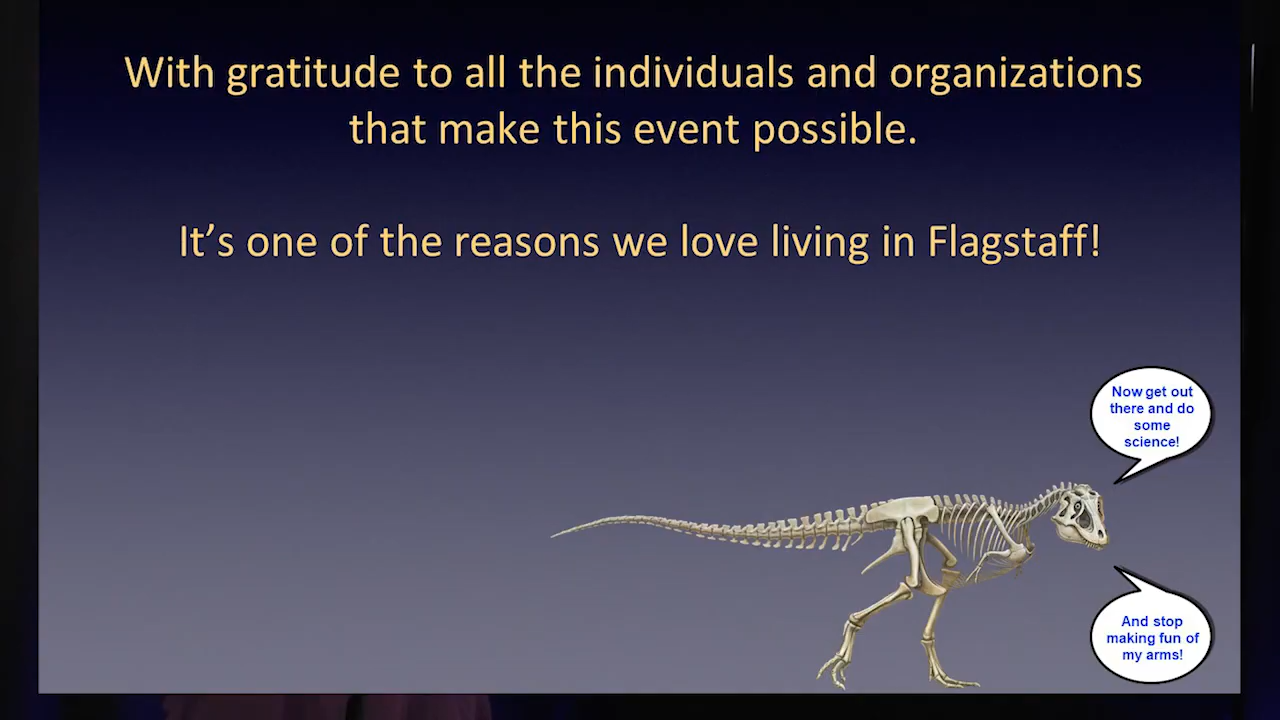 With gratitude to all the individuals and organizations
that make this event possible.
It's one of the reasons we love living in Flagstaff!
Now get out
there and do
some
science!
And stop
making fun of
my arms!